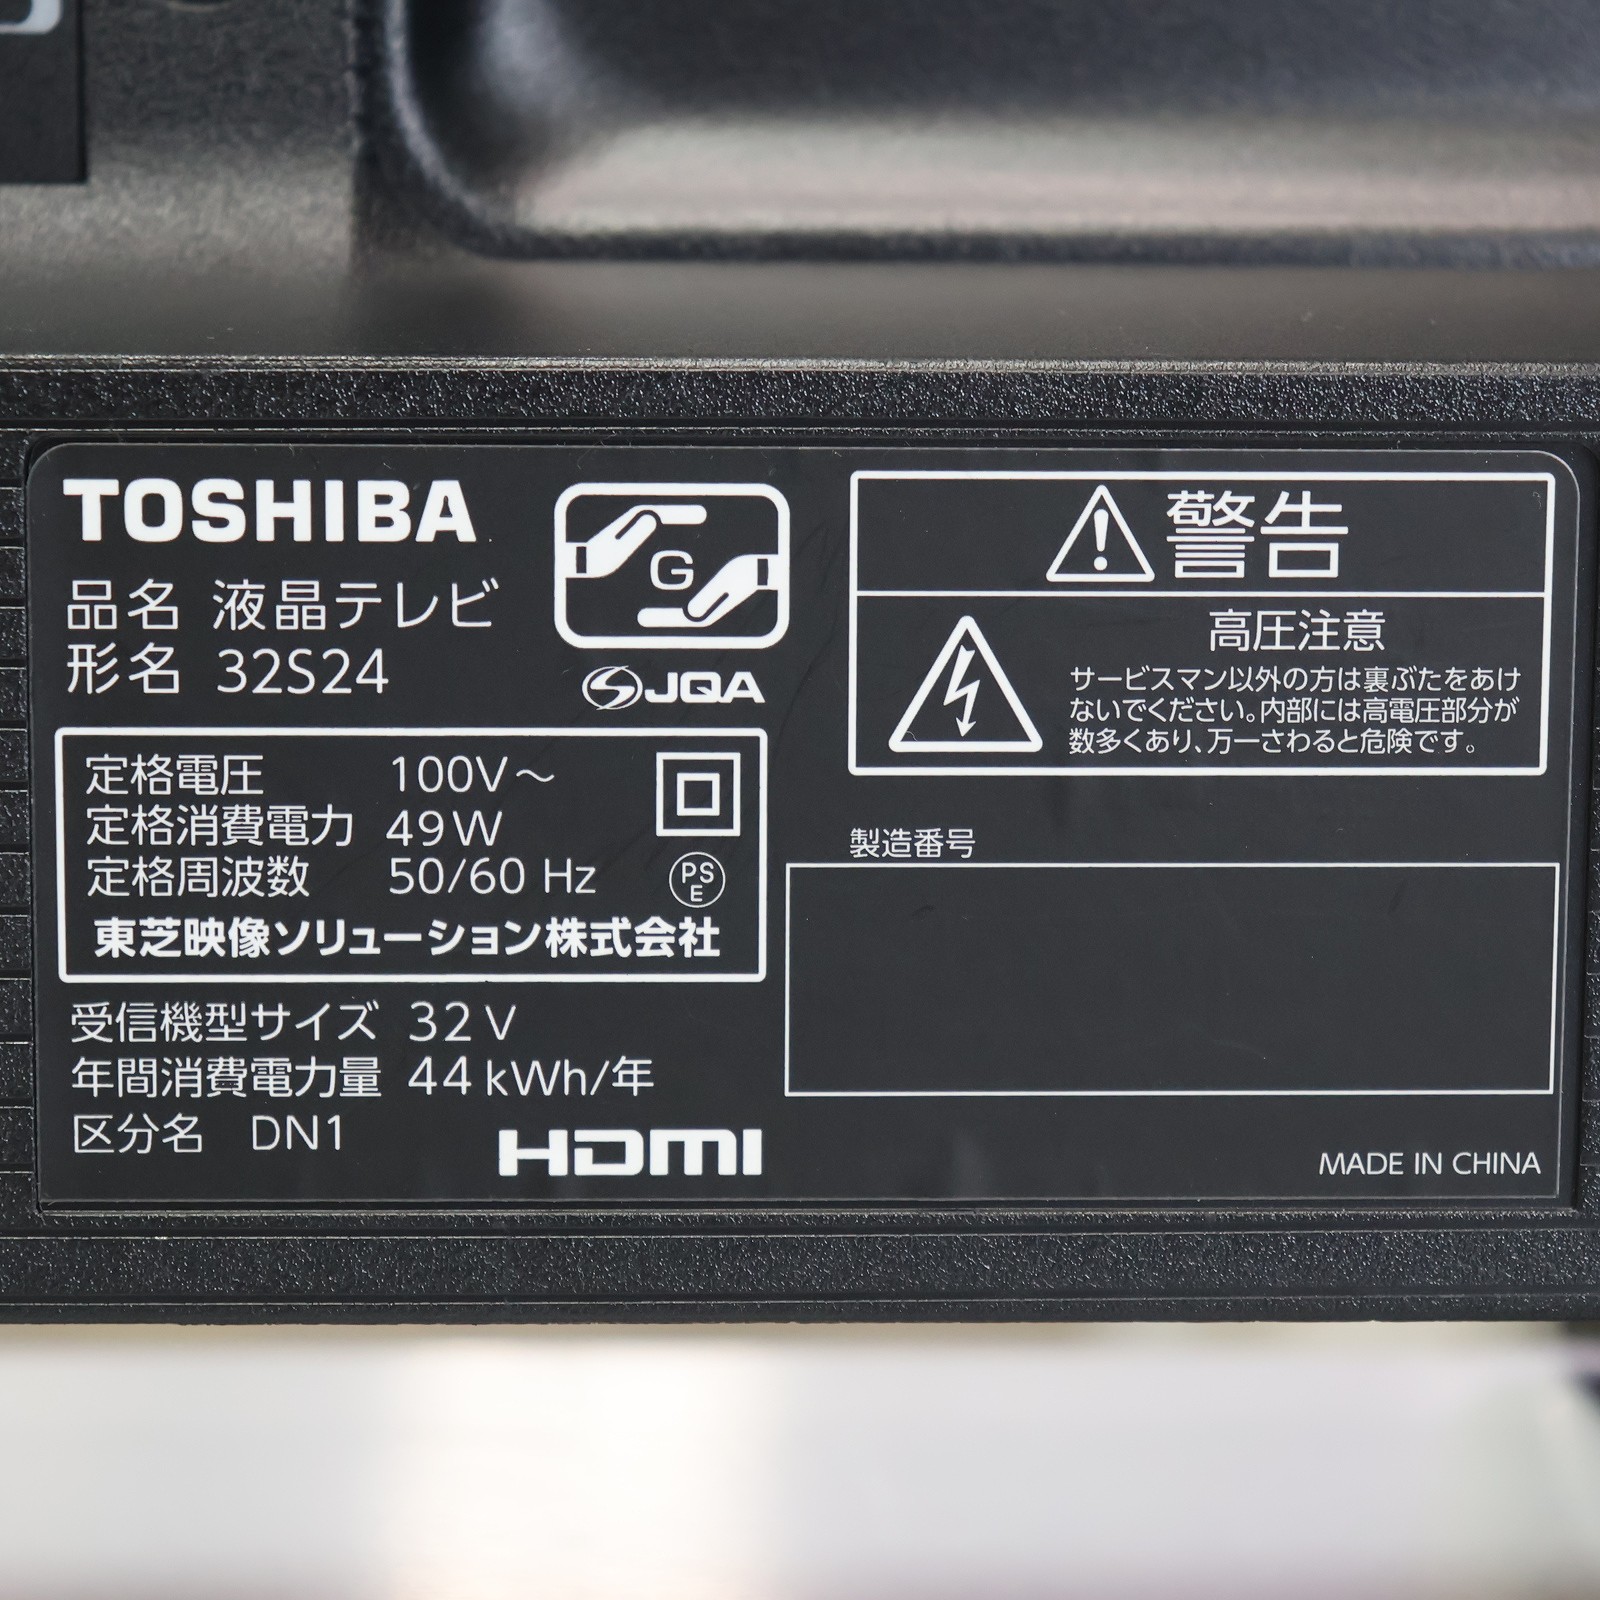 TOSHIBA
品名 液晶テレビ
形名 32S24
G
JQA
定格電圧 100V～
定格消費電力 49W
定格周波数 50/60 Hz
PS
E
東芝映像ソリューション株式会社
受信機型サイズ 32V
年間消費電力量 44kWh/年
区分名 DN1
HDMI
警告
高圧注意
サービスマン以外の方は裏ぶたをあけ
ないでください。内部には高電圧部分が
数多くあり、万一さわると危険です。
製造番号
MADE IN CHINA